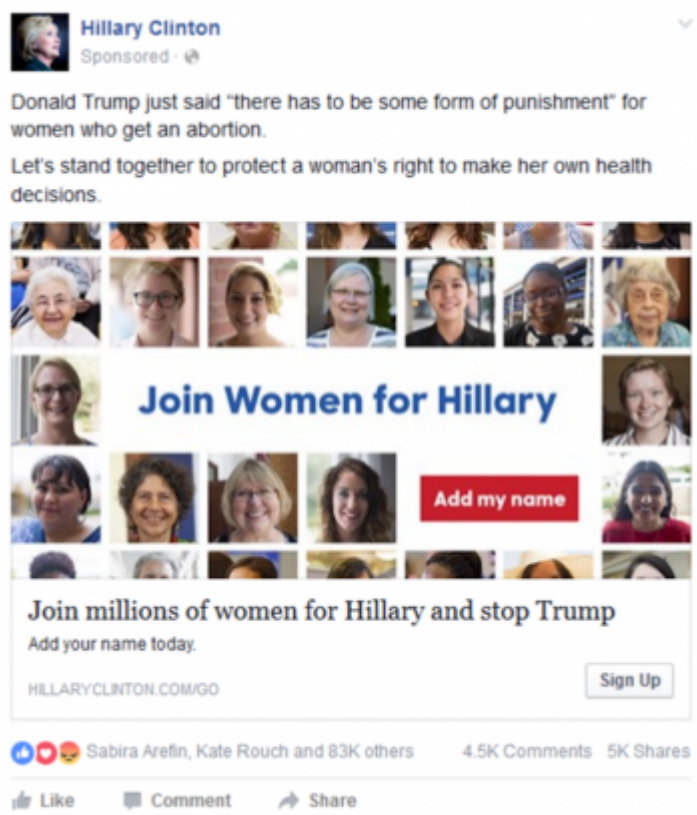 Hillary Clinton
Sponsored ·
Donald Trump just said "there has to be some form of punishment" for
women who get an abortion.
Let's stand together to protect a woman's right to make her own health
decisions.
Join Women for Hillary
Add my name
Join millions of women for Hillary and stop Trump
Add your name today.
HILLARYCLINTON.COM/GO
Sign Up
Sabira Arefin, Kate Rouch and 83K others 4.5K Comments 5K Shares
Like Comment Share